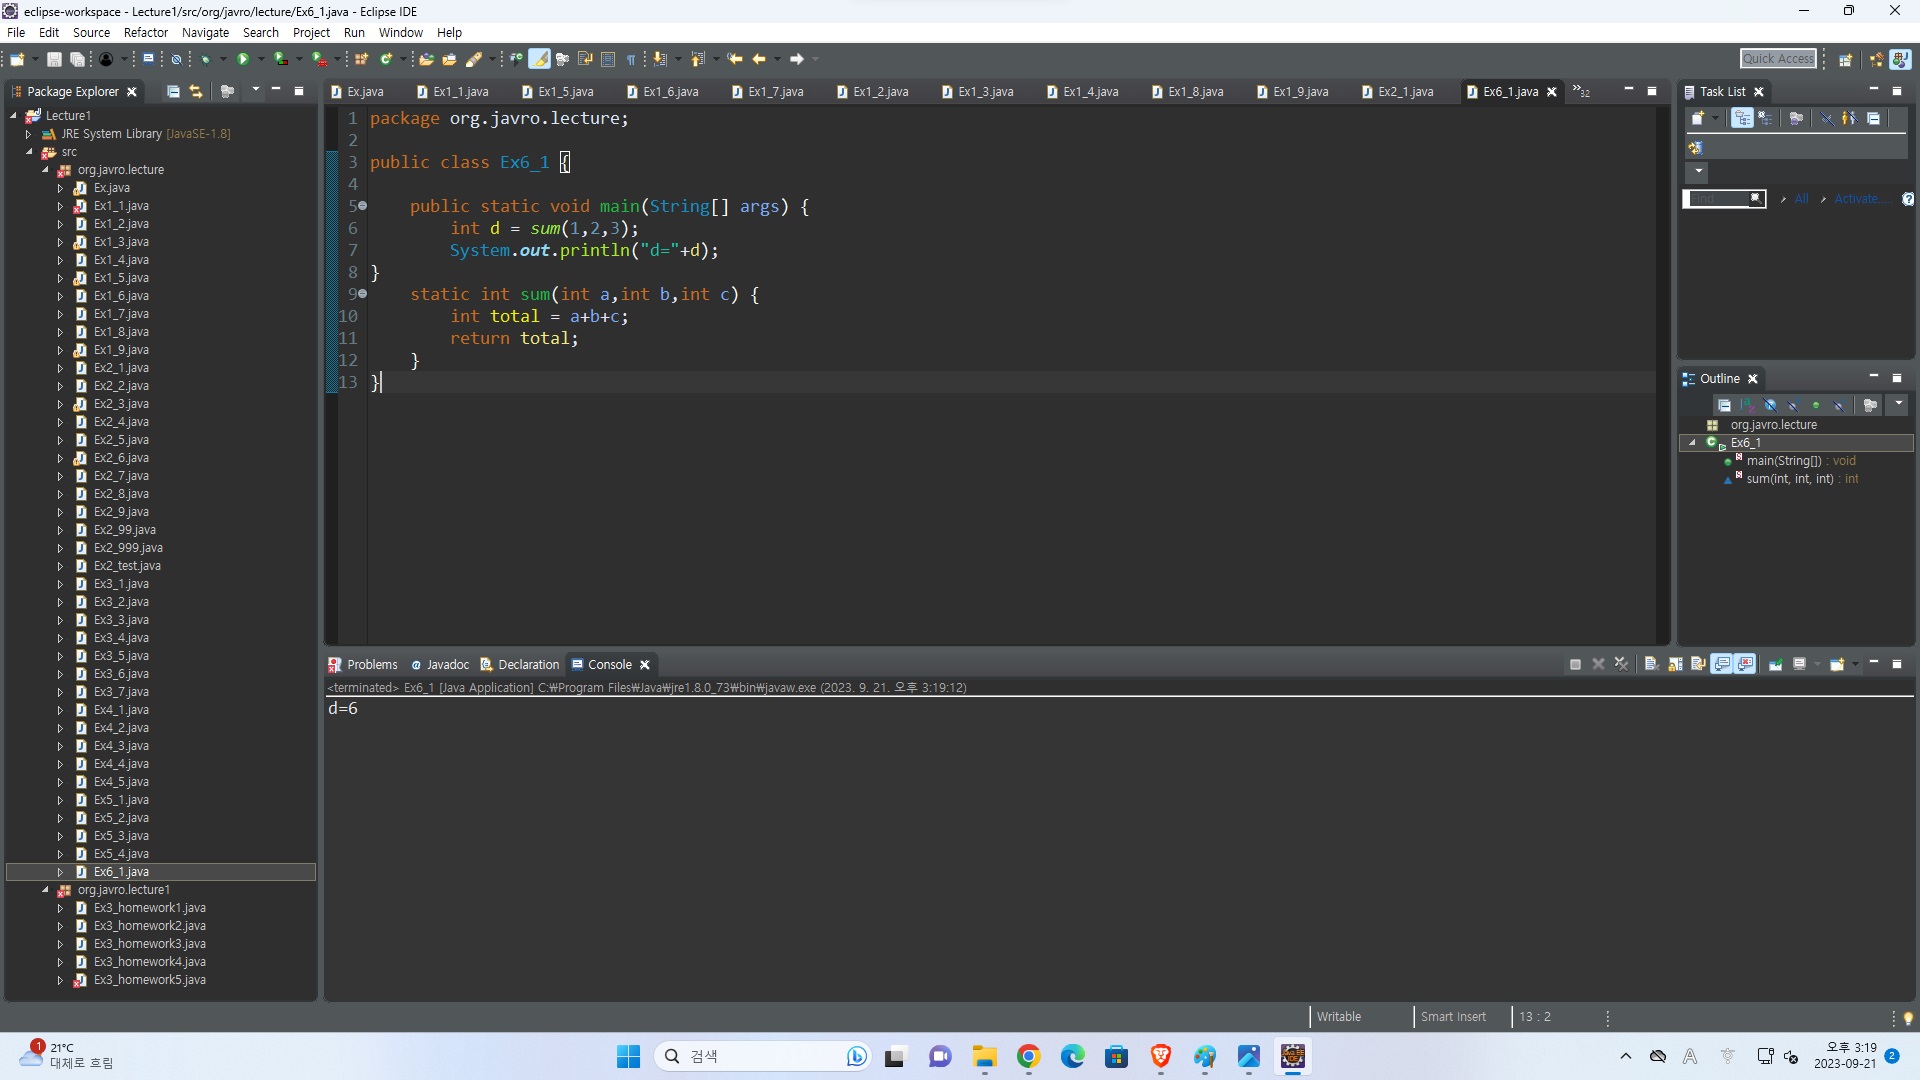 eclipse-workspace - Lecture1/src/org/javro/lecture/Ex6_1.java - Eclipse IDE
File Edit Source Refactor Navigate Search Project Run Window Help
Quick Access
Package Explorer
Lecture1
JRE System Library [JavaSE-1.8]
src
org.javro.lecture
Ex.java
Ex1_1.java
Ex1_2.java
Ex1_3.java
Ex1_4.java
Ex1_5.java
Ex1_6.java
Ex1_7.java
Ex1_8.java
Ex1_9.java
Ex2_1.java
Ex2_2.java
Ex2_3.java
Ex2_4.java
Ex2_5.java
Ex2_6.java
Ex2_7.java
Ex2_8.java
Ex2_9.java
Ex2_99.java
Ex2_999.java
Ex2_test.java
Ex3_1.java
Ex3_2.java
Ex3_3.java
Ex3_4.java
Ex3_5.java
Ex3_6.java
Ex3_7.java
Ex4_1.java
Ex4_2.java
Ex4_3.java
Ex4_4.java
Ex4_5.java
Ex5_1.java
Ex5_2.java
Ex5_3.java
Ex5_4.java
Ex6_1.java
org.javro.lecture1
Ex3_homework1.java
Ex3_homework2.java
Ex3_homework3.java
Ex3_homework4.java
Ex3_homework5.java
Ex.java Ex1_1.java Ex1_5.java Ex1_6.java Ex1_7.java Ex1_2.java Ex1_3.java Ex1_4.java Ex1_8.java Ex1_9.java Ex2_1.java Ex6_1.java »32
1 package org.javro.lecture;
2
3 public class Ex6_1 {
4
5 public static void main(String[] args) {
6 int d = sum(1,2,3);
7 System.out.println("d="+d);
8 }
9 static int sum(int a,int b,int c) {
10 int total = a+b+c;
11 return total;
12 }
13 }
Task List
Find All Activate...
Outline
org.javro.lecture
Ex6_1
main(String[]) : void
sum(int, int, int) : int
Problems Javadoc Declaration Console
<terminated> Ex6_1 [Java Application] C:₩Program Files₩Java₩jre1.8.0_73₩bin₩javaw.exe (2023. 9. 21. 오후 3:19:12)
d=6
Writable Smart Insert 13 : 2
1 21°C
대체로 흐림
검색
오후 3:19
2023-09-21
2